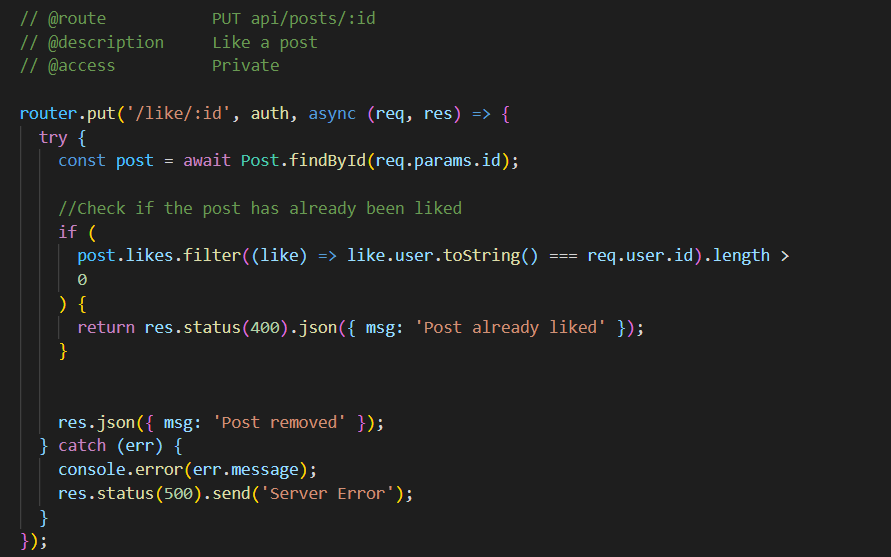 // @route           PUT api/posts/:id
// @description     Like a post
// @access          Private
router.put('/like/:id', auth, async (req, res) => {
  try {
    const post = await Post.findById(req.params.id);
    //Check if the post has already been liked
    if (
      post.likes.filter((like) => like.user.toString() === req.user.id).length >
      0
    ) {
      return res.status(400).json({ msg: 'Post already liked' });
    }
    res.json({ msg: 'Post removed' });
  } catch (err) {
    console.error(err.message);
    res.status(500).send('Server Error');
  }
});